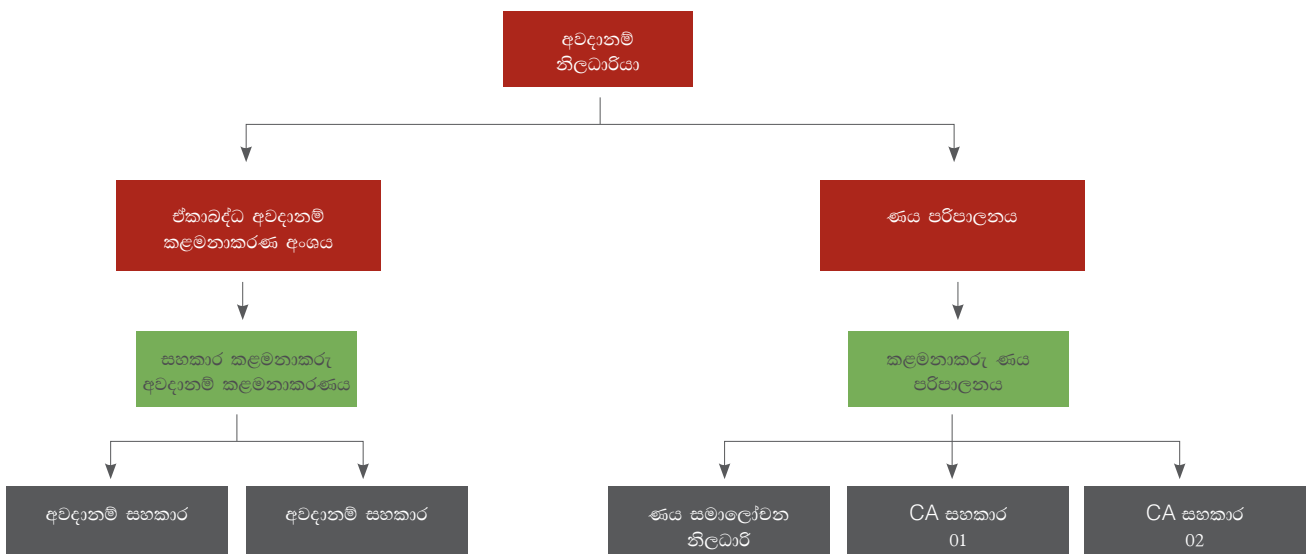 අවදානම්
නිලධාරියා
ඒකාබද්ධ අවදානම්
කළමනාකරණ අංශය
ණය පරිපාලනය
සහකාර කළමනාකරු
අවදානම් කළමනාකරණය
කළමනාකරු ණය
පරිපාලනය
අවදානම් සහකාර
අවදානම් සහකාර
ණය සමාලෝචන
නිලධාරි
CA සහකාර
01
CA සහකාර
02